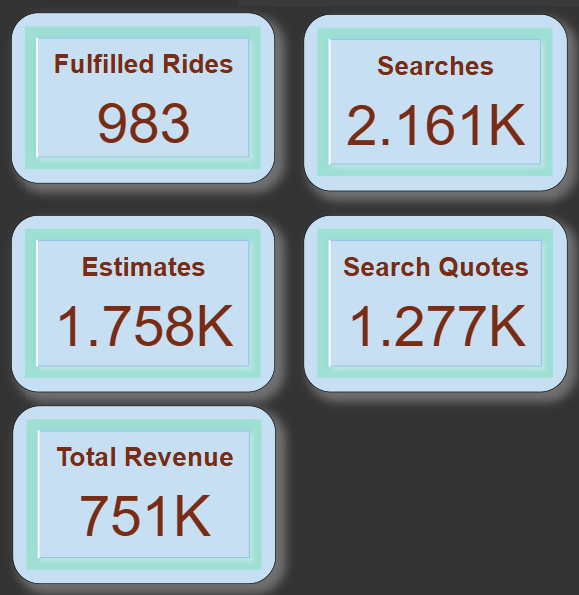 Fulfilled Rides
983
Searches
2.161K
Estimates
1.758K
Search Quotes
1.277K
Total Revenue
751K